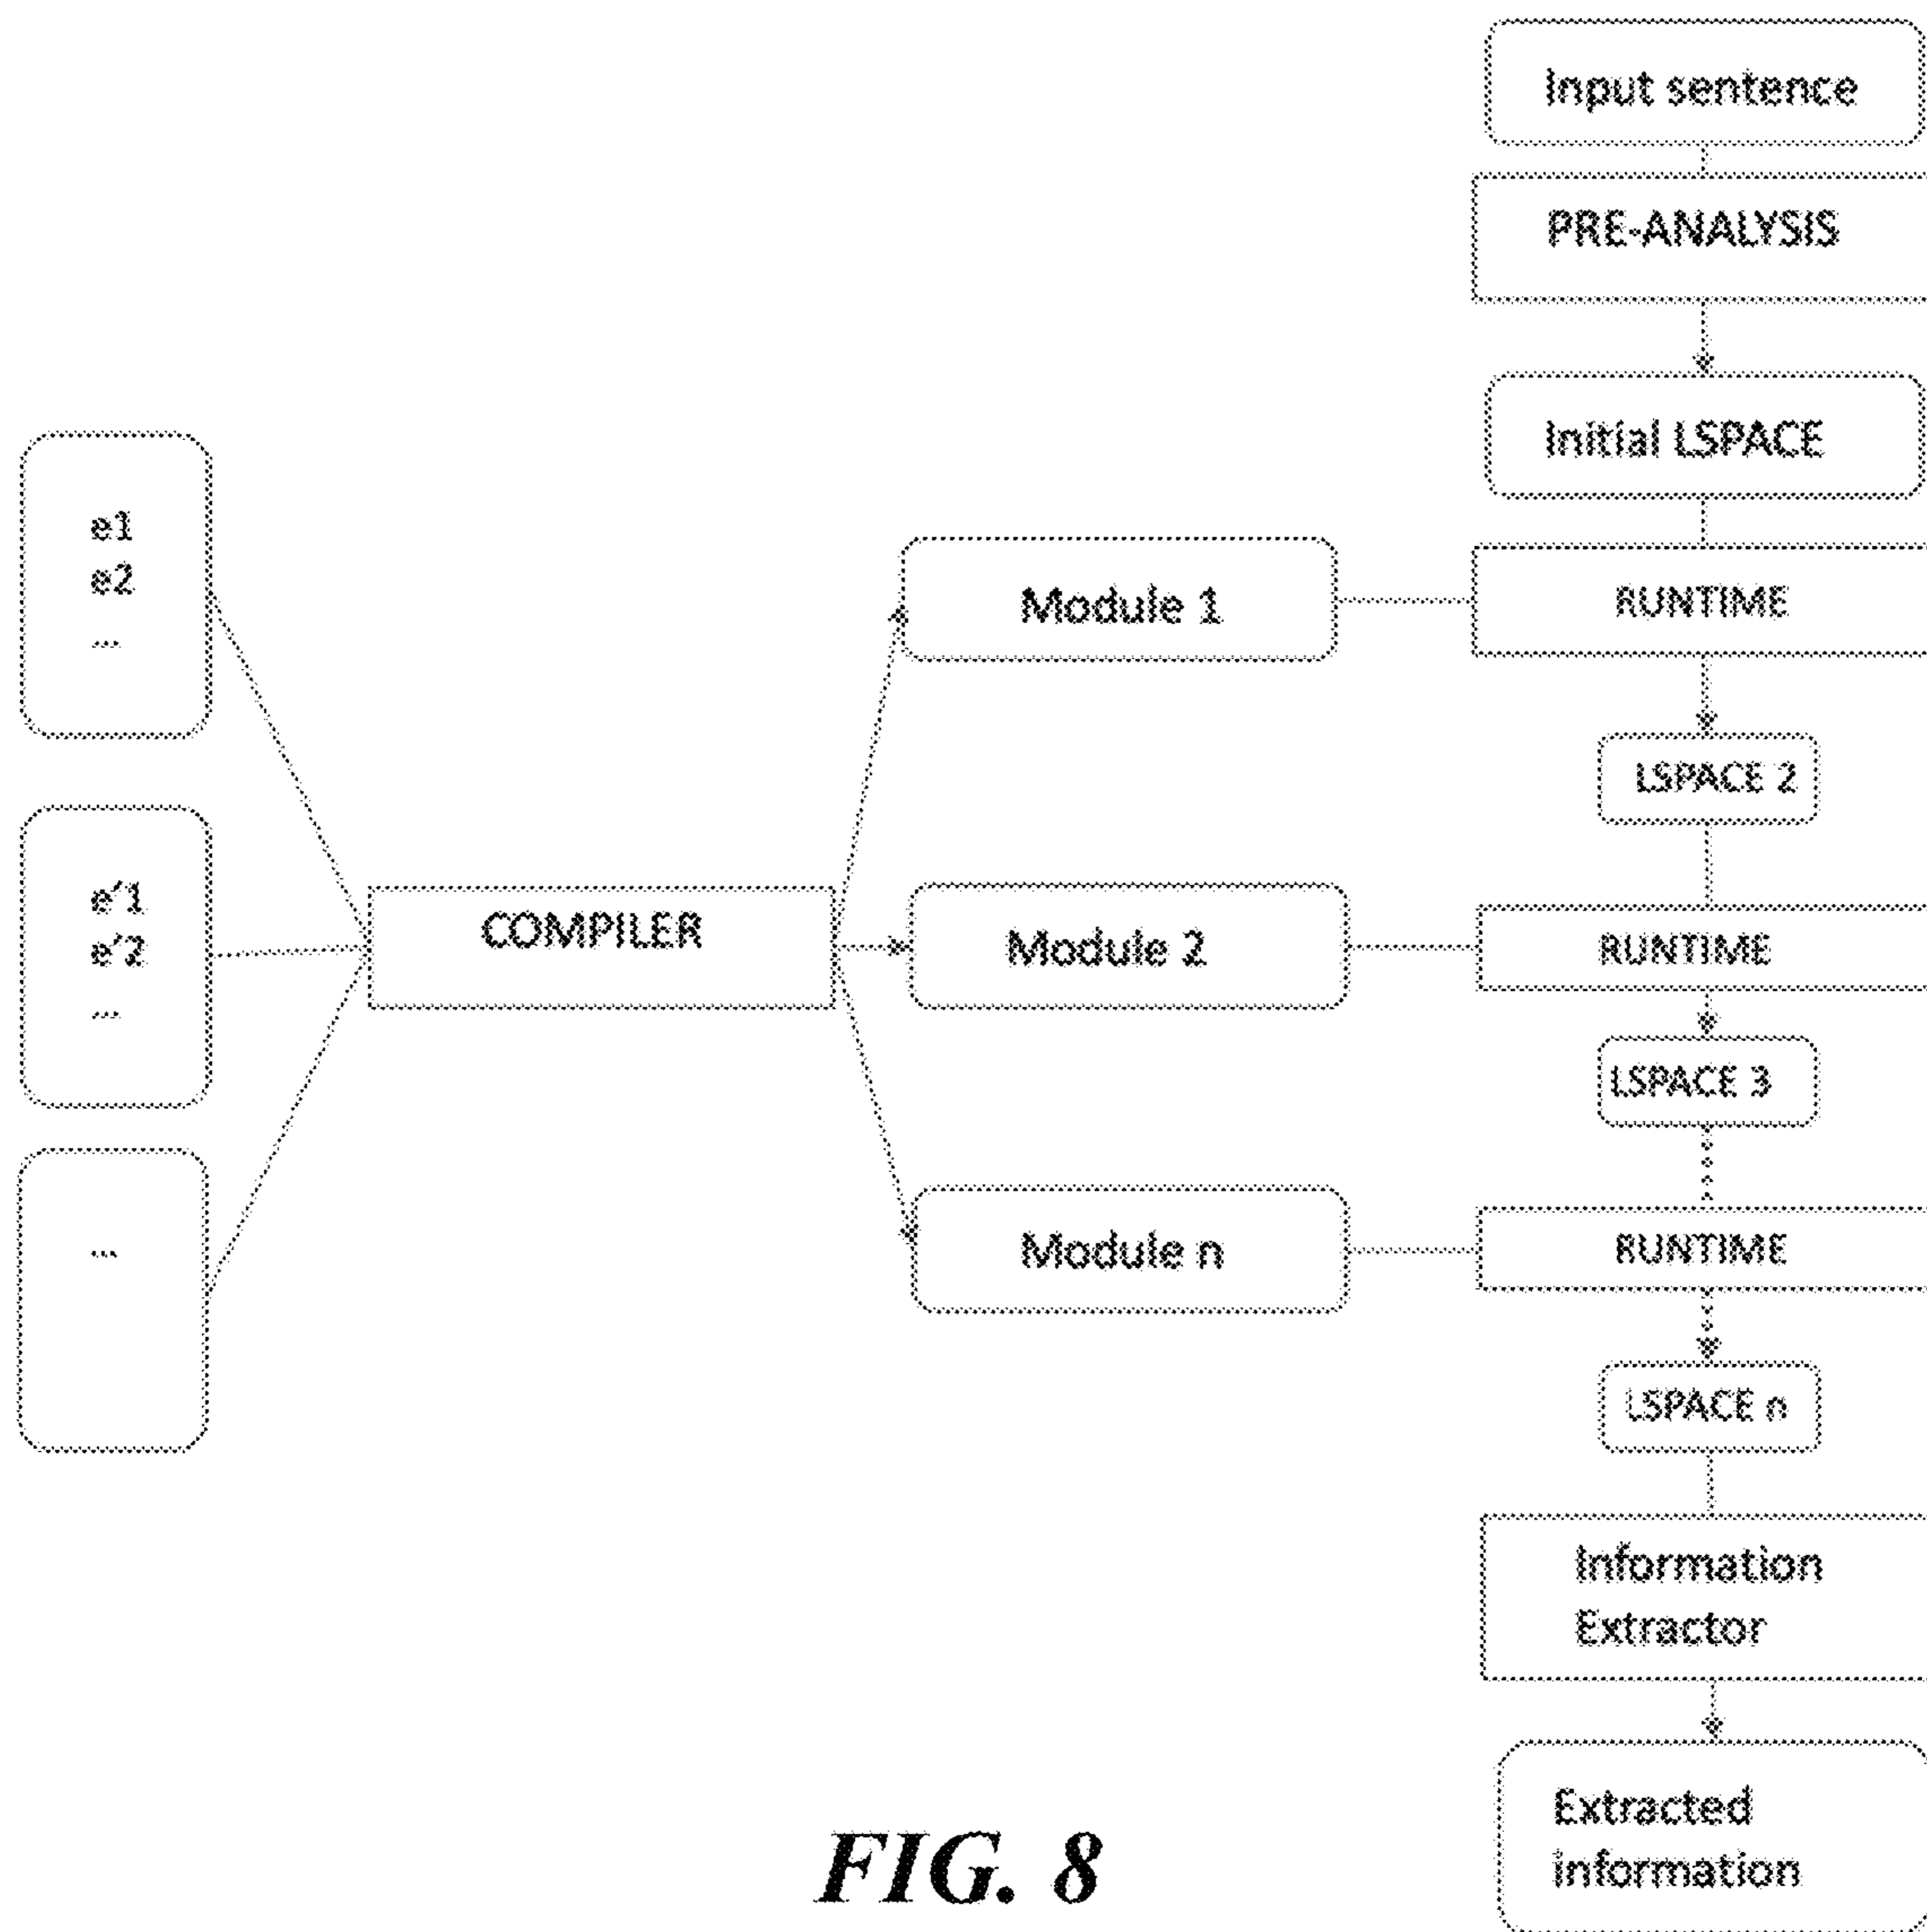 Input sentence
PRE-ANALYSIS
Initial LSPACE
e1
e2
...
Module 1
RUNTIME
LSPACE 2
e'1
e'2
...
COMPILER
Module 2
RUNTIME
LSPACE 3
...
Module n
RUNTIME
LSPACE n
Information
Extractor
Extracted
information
FIG. 8